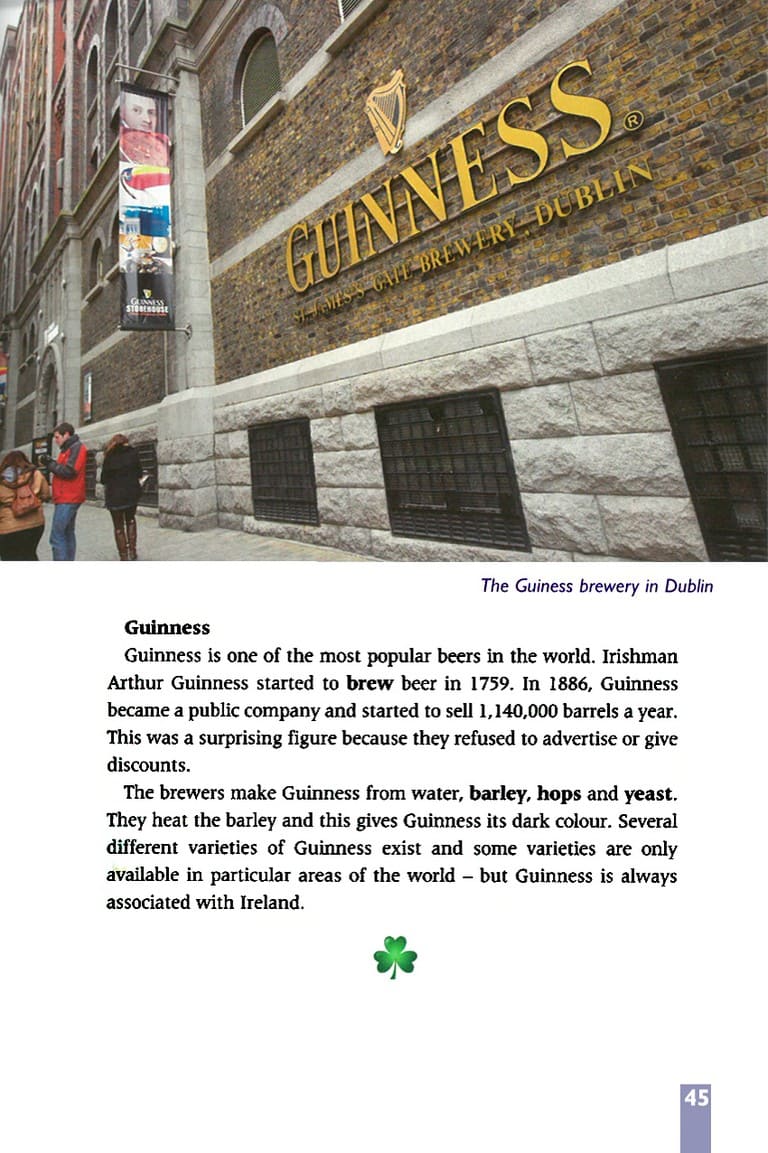 GUINNESS®
ST. JAMES'S GATE BREWERY, DUBLIN
GUINNESS
STOREHOUSE
The Guiness brewery in Dublin
Guinness
Guinness is one of the most popular beers in the world. Irishman
Arthur Guinness started to brew beer in 1759. In 1886, Guinness
became a public company and started to sell 1,140,000 barrels a year.
This was a surprising figure because they refused to advertise or give
discounts.
The brewers make Guinness from water, barley, hops and yeast.
They heat the barley and this gives Guinness its dark colour. Several
different varieties of Guinness exist and some varieties are only
available in particular areas of the world – but Guinness is always
associated with Ireland.
45